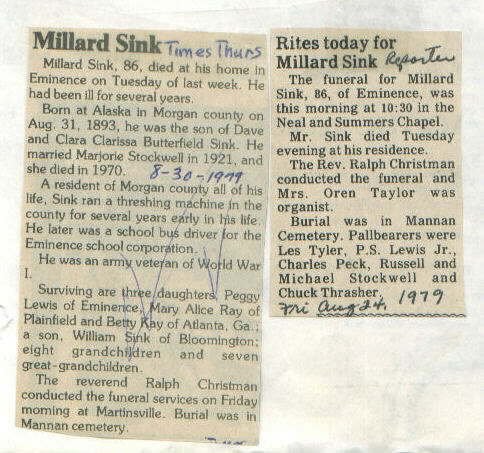 Millard Sink Times Thurs
Millard Sink, 86, died at his home in
Eminence on Tuesday of last week. He
had been ill for several years.
Born at Alaska in Morgan county on
Aug. 31, 1893, he was the son of Dave
and Clara Clarissa Butterfield Sink. He
married Marjorie Stockwell in 1921, and
she died in 1970. 8-30-1979
A resident of Morgan county all of his
life, Sink ran a threshing machine in the
county for several years early in his life.
He later was a school bus driver for the
Eminence school corporation.
He was an army veteran of World War
I.
Surviving are three daughters, Peggy
Lewis of Eminence, Mary Alice Ray of
Plainfield and Betty Kay of Atlanta, Ga.;
a son, William Sink of Bloomington;
eight grandchildren and seven
great-grandchildren.
The reverend Ralph Christman
conducted the funeral services on Friday
morning at Martinsville. Burial was in
Mannan cemetery.
Rites today for
Millard Sink Reporter
The funeral for Millard
Sink, 86, of Eminence, was
this morning at 10:30 in the
Neal and Summers Chapel.
Mr. Sink died Tuesday
evening at his residence.
The Rev. Ralph Christman
conducted the funeral and
Mrs. Oren Taylor was
organist.
Burial was in Mannan
Cemetery. Pallbearers were
Les Tyler, P.S. Lewis Jr.,
Charles Peck, Russell and
Michael Stockwell and
Chuck Thrasher.
Fri Aug 24, 1979